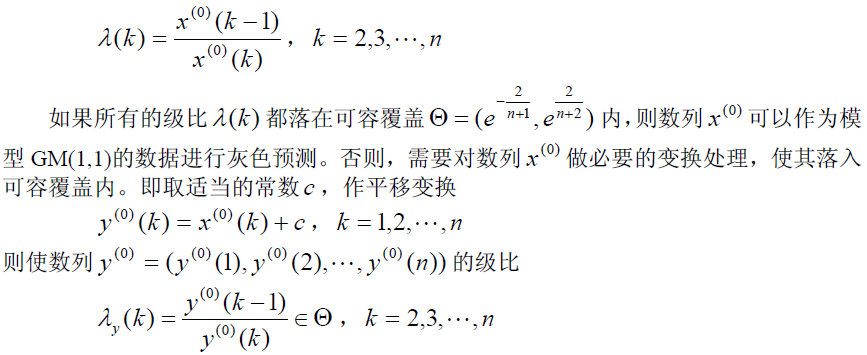 λ(k) = x^{(0)}(k−1) / x^{(0)}(k)， k = 2,3,⋯,n
如果所有的级比 λ(k) 都落在可容覆盖 Θ = (e^{−2/(n+1)}, e^{2/(n+2)}) 内，则数列 x^{(0)} 可以作为模
型 GM(1,1)的数据进行灰色预测。否则，需要对数列 x^{(0)} 做必要的变换处理，使其落入
可容覆盖内。即取适当的常数 c ，作平移变换
y^{(0)}(k) = x^{(0)}(k) + c， k = 1,2,⋯,n
则使数列 y^{(0)} = (y^{(0)}(1), y^{(0)}(2),⋯, y^{(0)}(n)) 的级比
λ_y(k) = y^{(0)}(k−1) / y^{(0)}(k) ∈ Θ ， k = 2,3,⋯,n